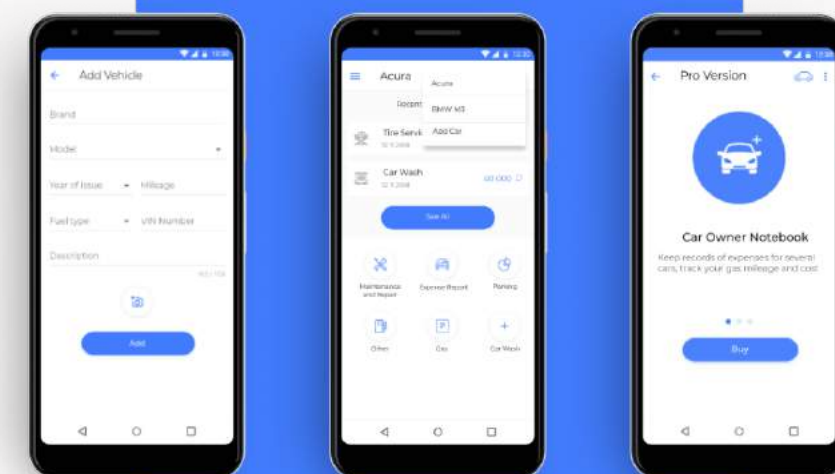 Add Vehicle
Brand
Model
Year of Issue
Mileage
Fuel type
VIN Number
Description
Add
Acura
Acura
BMW M3
Add Car
Recent
Tire Servi
Car Wash
See All
Maintenance
and Repair
Expense Report
Parking
Other
Gas
Car Wash
Pro Version
Car Owner Notebook
Keep records of expenses for several
cars, track your gas mileage and cost
Buy